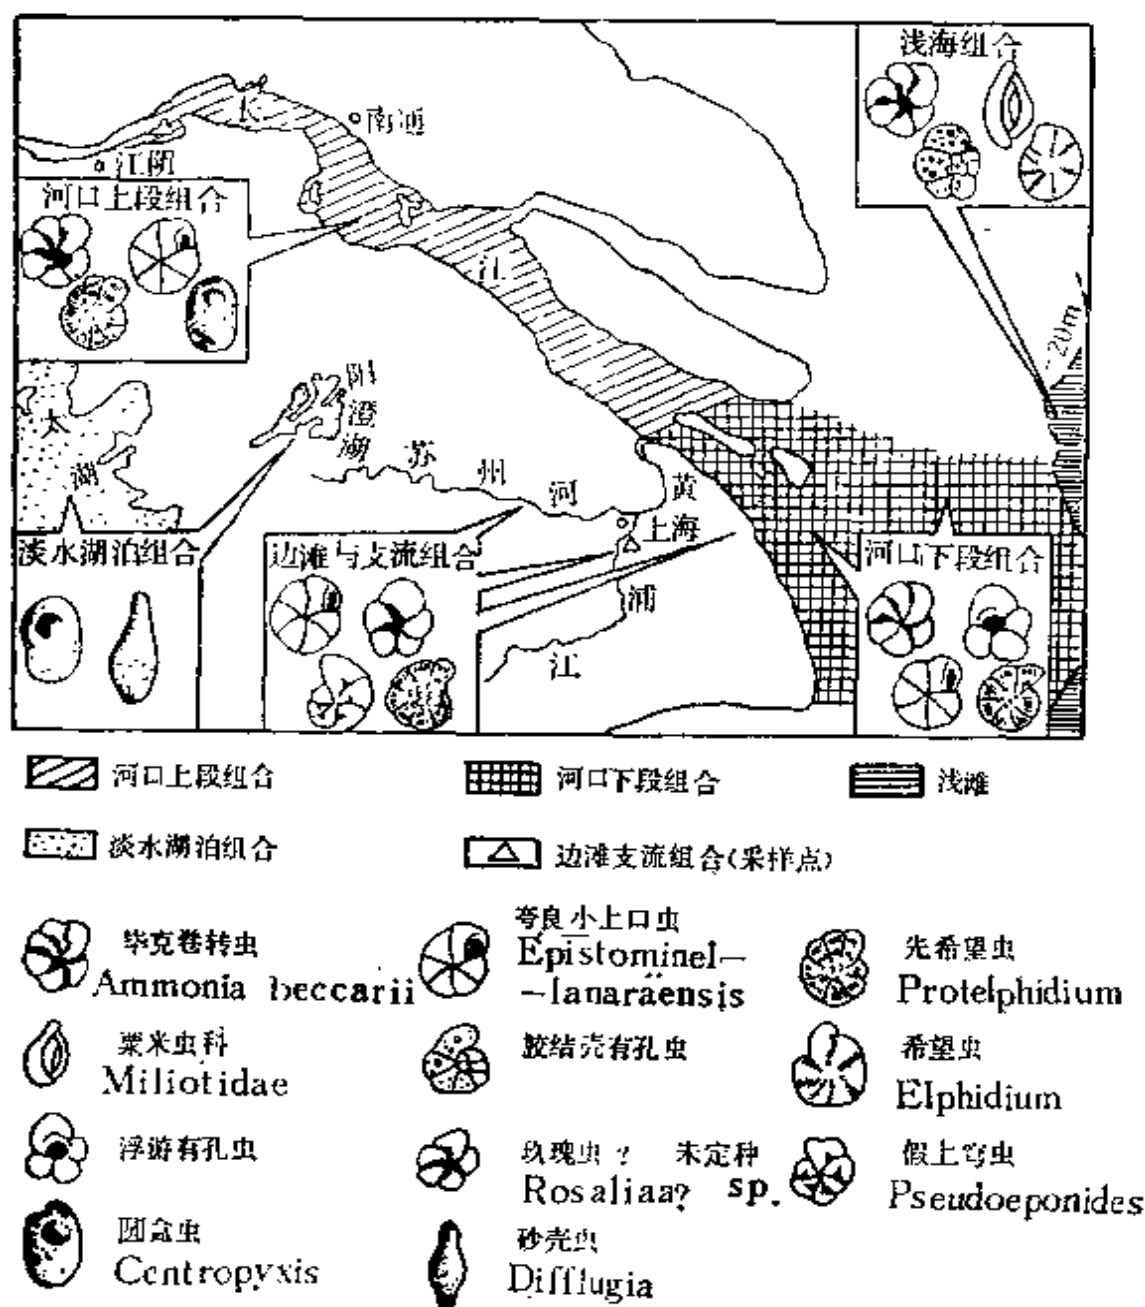 浅海组合
长
南通
江阴
河口上段组合
江
20m
太
湖
阳
澄
湖
苏
州
河
黄
上海
浦
江
淡水湖泊组合
边滩与支流组合
河口下段组合
河口上段组合
河口下段组合
浅滩
淡水湖泊组合
边滩支流组合(采样点)
毕克卷转虫
Ammonia beccarii
夸良小上口虫
Epistominel-
-lanaraensis
先希望虫
Protelphidium
粟米虫科
Miliotidae
胶结壳有孔虫
希望虫
Elphidium
浮游有孔虫
玫瑰虫? 未定种
Rosaliaa? sp.
假上穹虫
Pseudoeponides
圆盒虫
Centropyxis
砂壳虫
Difflugia